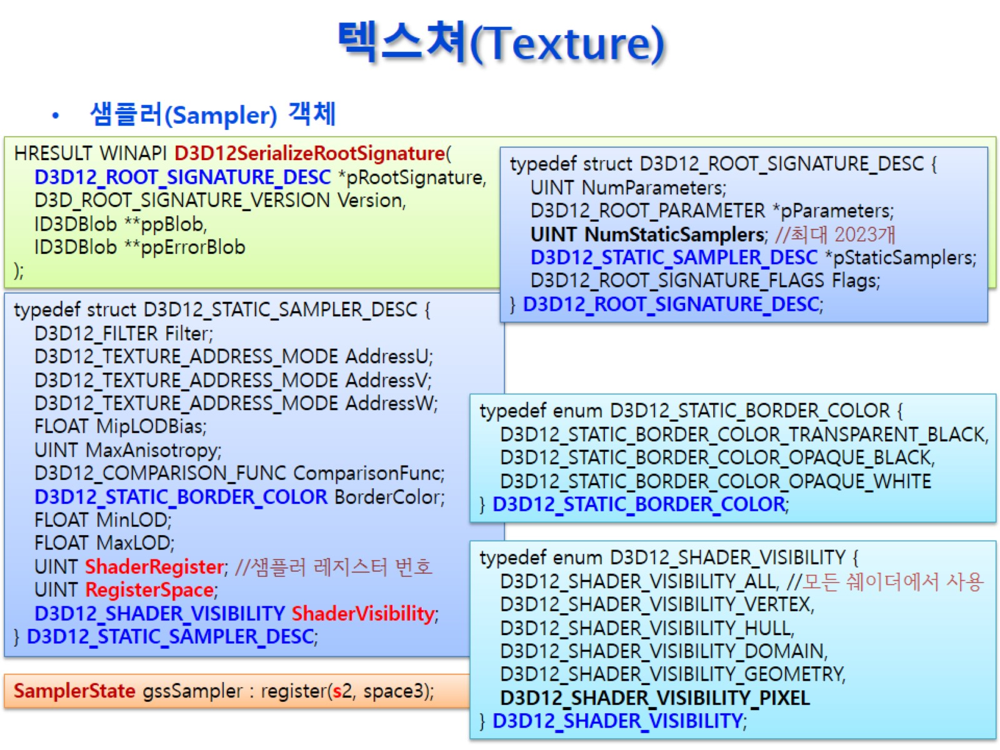 텍스쳐(Texture)
• 샘플러(Sampler) 객체
HRESULT WINAPI D3D12SerializeRootSignature(
D3D12_ROOT_SIGNATURE_DESC *pRootSignature,
D3D_ROOT_SIGNATURE_VERSION Version,
ID3DBlob **ppBlob,
ID3DBlob **ppErrorBlob
);
typedef struct D3D12_ROOT_SIGNATURE_DESC {
UINT NumParameters;
D3D12_ROOT_PARAMETER *pParameters;
UINT NumStaticSamplers; //최대 2023개
D3D12_STATIC_SAMPLER_DESC *pStaticSamplers;
D3D12_ROOT_SIGNATURE_FLAGS Flags;
} D3D12_ROOT_SIGNATURE_DESC;
typedef struct D3D12_STATIC_SAMPLER_DESC {
D3D12_FILTER Filter;
D3D12_TEXTURE_ADDRESS_MODE AddressU;
D3D12_TEXTURE_ADDRESS_MODE AddressV;
D3D12_TEXTURE_ADDRESS_MODE AddressW;
FLOAT MipLODBias;
UINT MaxAnisotropy;
D3D12_COMPARISON_FUNC ComparisonFunc;
D3D12_STATIC_BORDER_COLOR BorderColor;
FLOAT MinLOD;
FLOAT MaxLOD;
UINT ShaderRegister; //샘플러 레지스터 번호
UINT RegisterSpace;
D3D12_SHADER_VISIBILITY ShaderVisibility;
} D3D12_STATIC_SAMPLER_DESC;
typedef enum D3D12_STATIC_BORDER_COLOR {
D3D12_STATIC_BORDER_COLOR_TRANSPARENT_BLACK,
D3D12_STATIC_BORDER_COLOR_OPAQUE_BLACK,
D3D12_STATIC_BORDER_COLOR_OPAQUE_WHITE
} D3D12_STATIC_BORDER_COLOR;
typedef enum D3D12_SHADER_VISIBILITY {
D3D12_SHADER_VISIBILITY_ALL, //모든 쉐이더에서 사용
D3D12_SHADER_VISIBILITY_VERTEX,
D3D12_SHADER_VISIBILITY_HULL,
D3D12_SHADER_VISIBILITY_DOMAIN,
D3D12_SHADER_VISIBILITY_GEOMETRY,
D3D12_SHADER_VISIBILITY_PIXEL
} D3D12_SHADER_VISIBILITY;
SamplerState gssSampler : register(s2, space3);